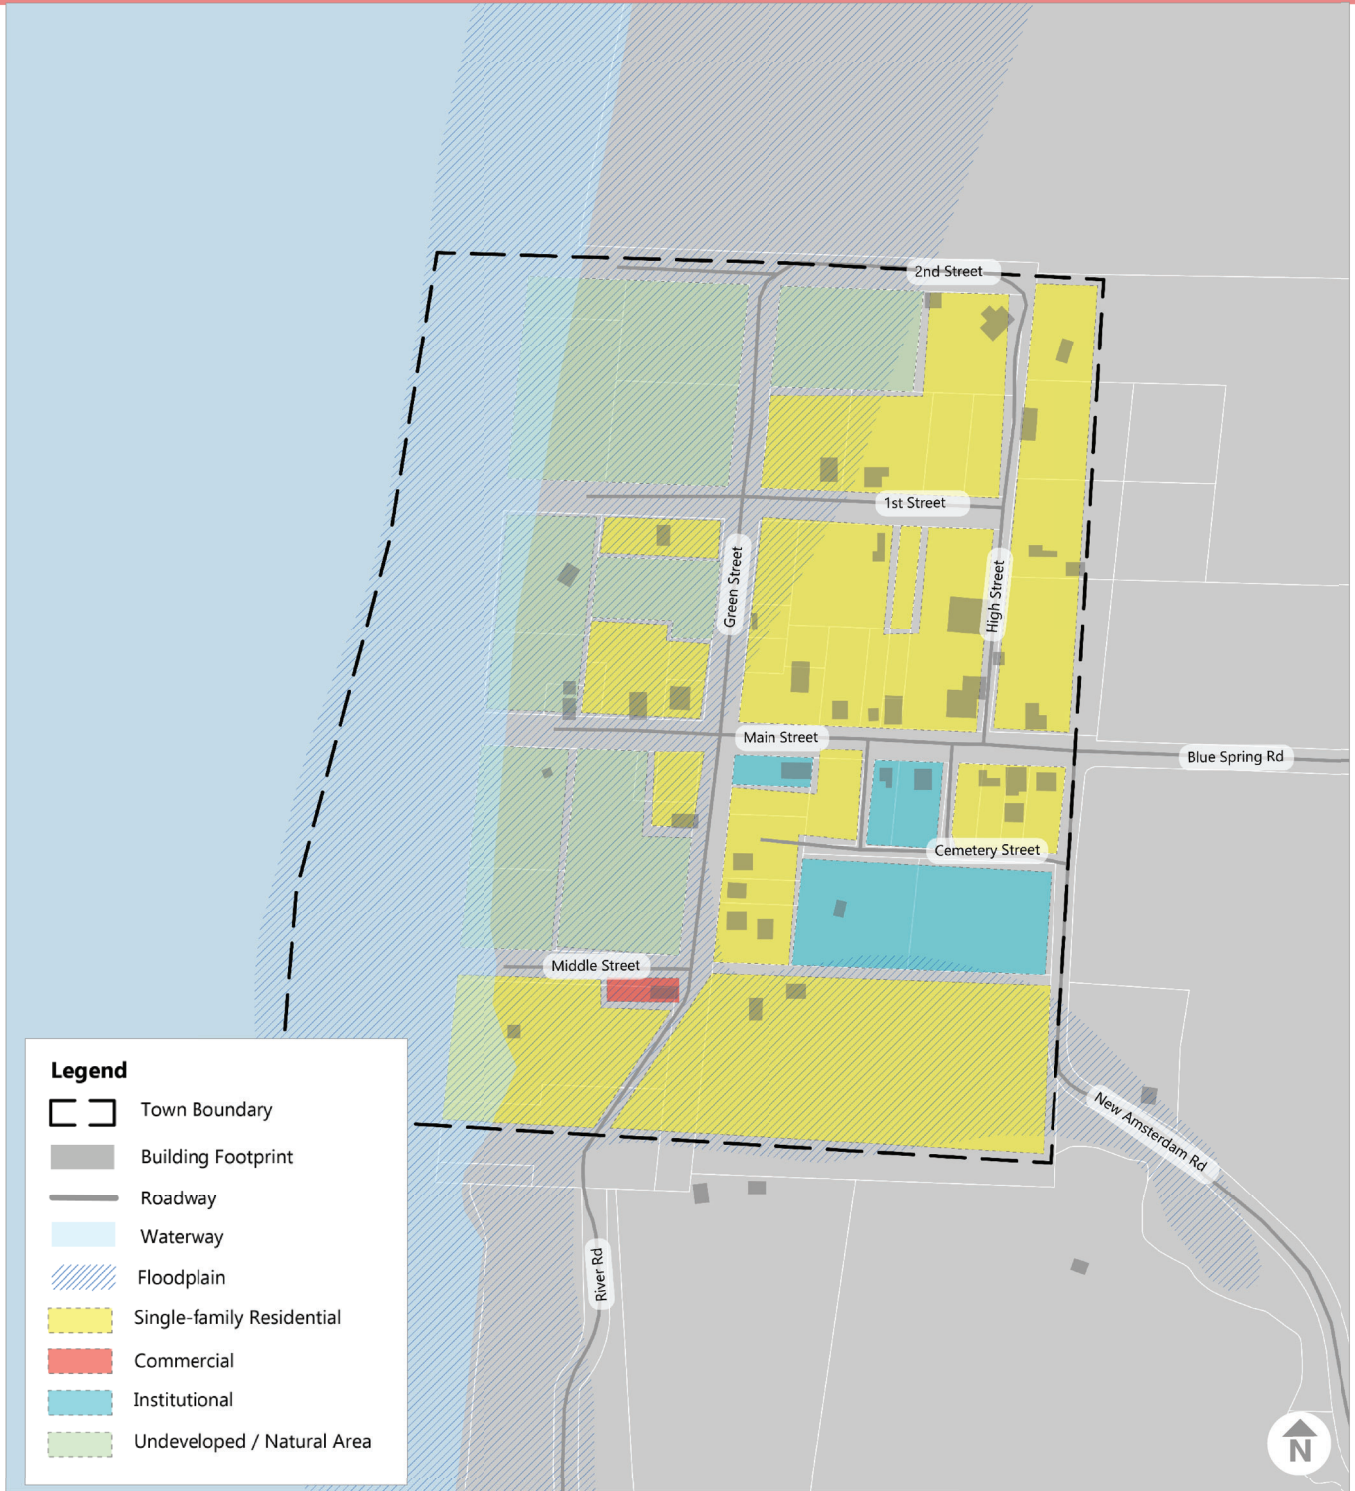 2nd Street
1st Street
Green Street
High Street
Main Street
Blue Spring Rd
Cemetery Street
Middle Street
New Amsterdam Rd
River Rd
Legend
Town Boundary
Building Footprint
Roadway
Waterway
Floodplain
Single-family Residential
Commercial
Institutional
Undeveloped / Natural Area
N